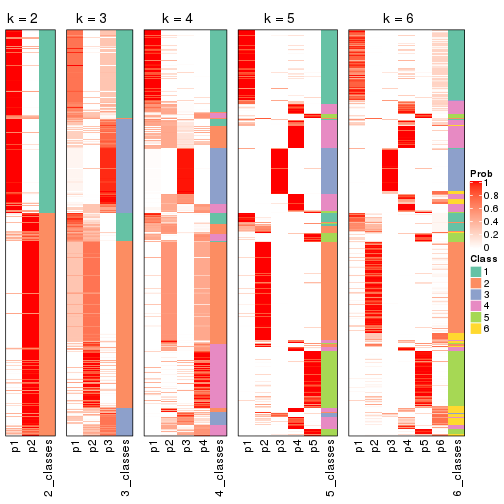 k = 2
k = 3
k = 4
k = 5
k = 6
Prob
1
0.8
0.6
0.4
0.2
0
Class
1
2
3
4
5
6
p1
p2
2_classes
p1
p2
p3
3_classes
p1
p2
p3
p4
4_classes
p1
p2
p3
p4
p5
5_classes
p1
p2
p3
p4
p5
p6
6_classes